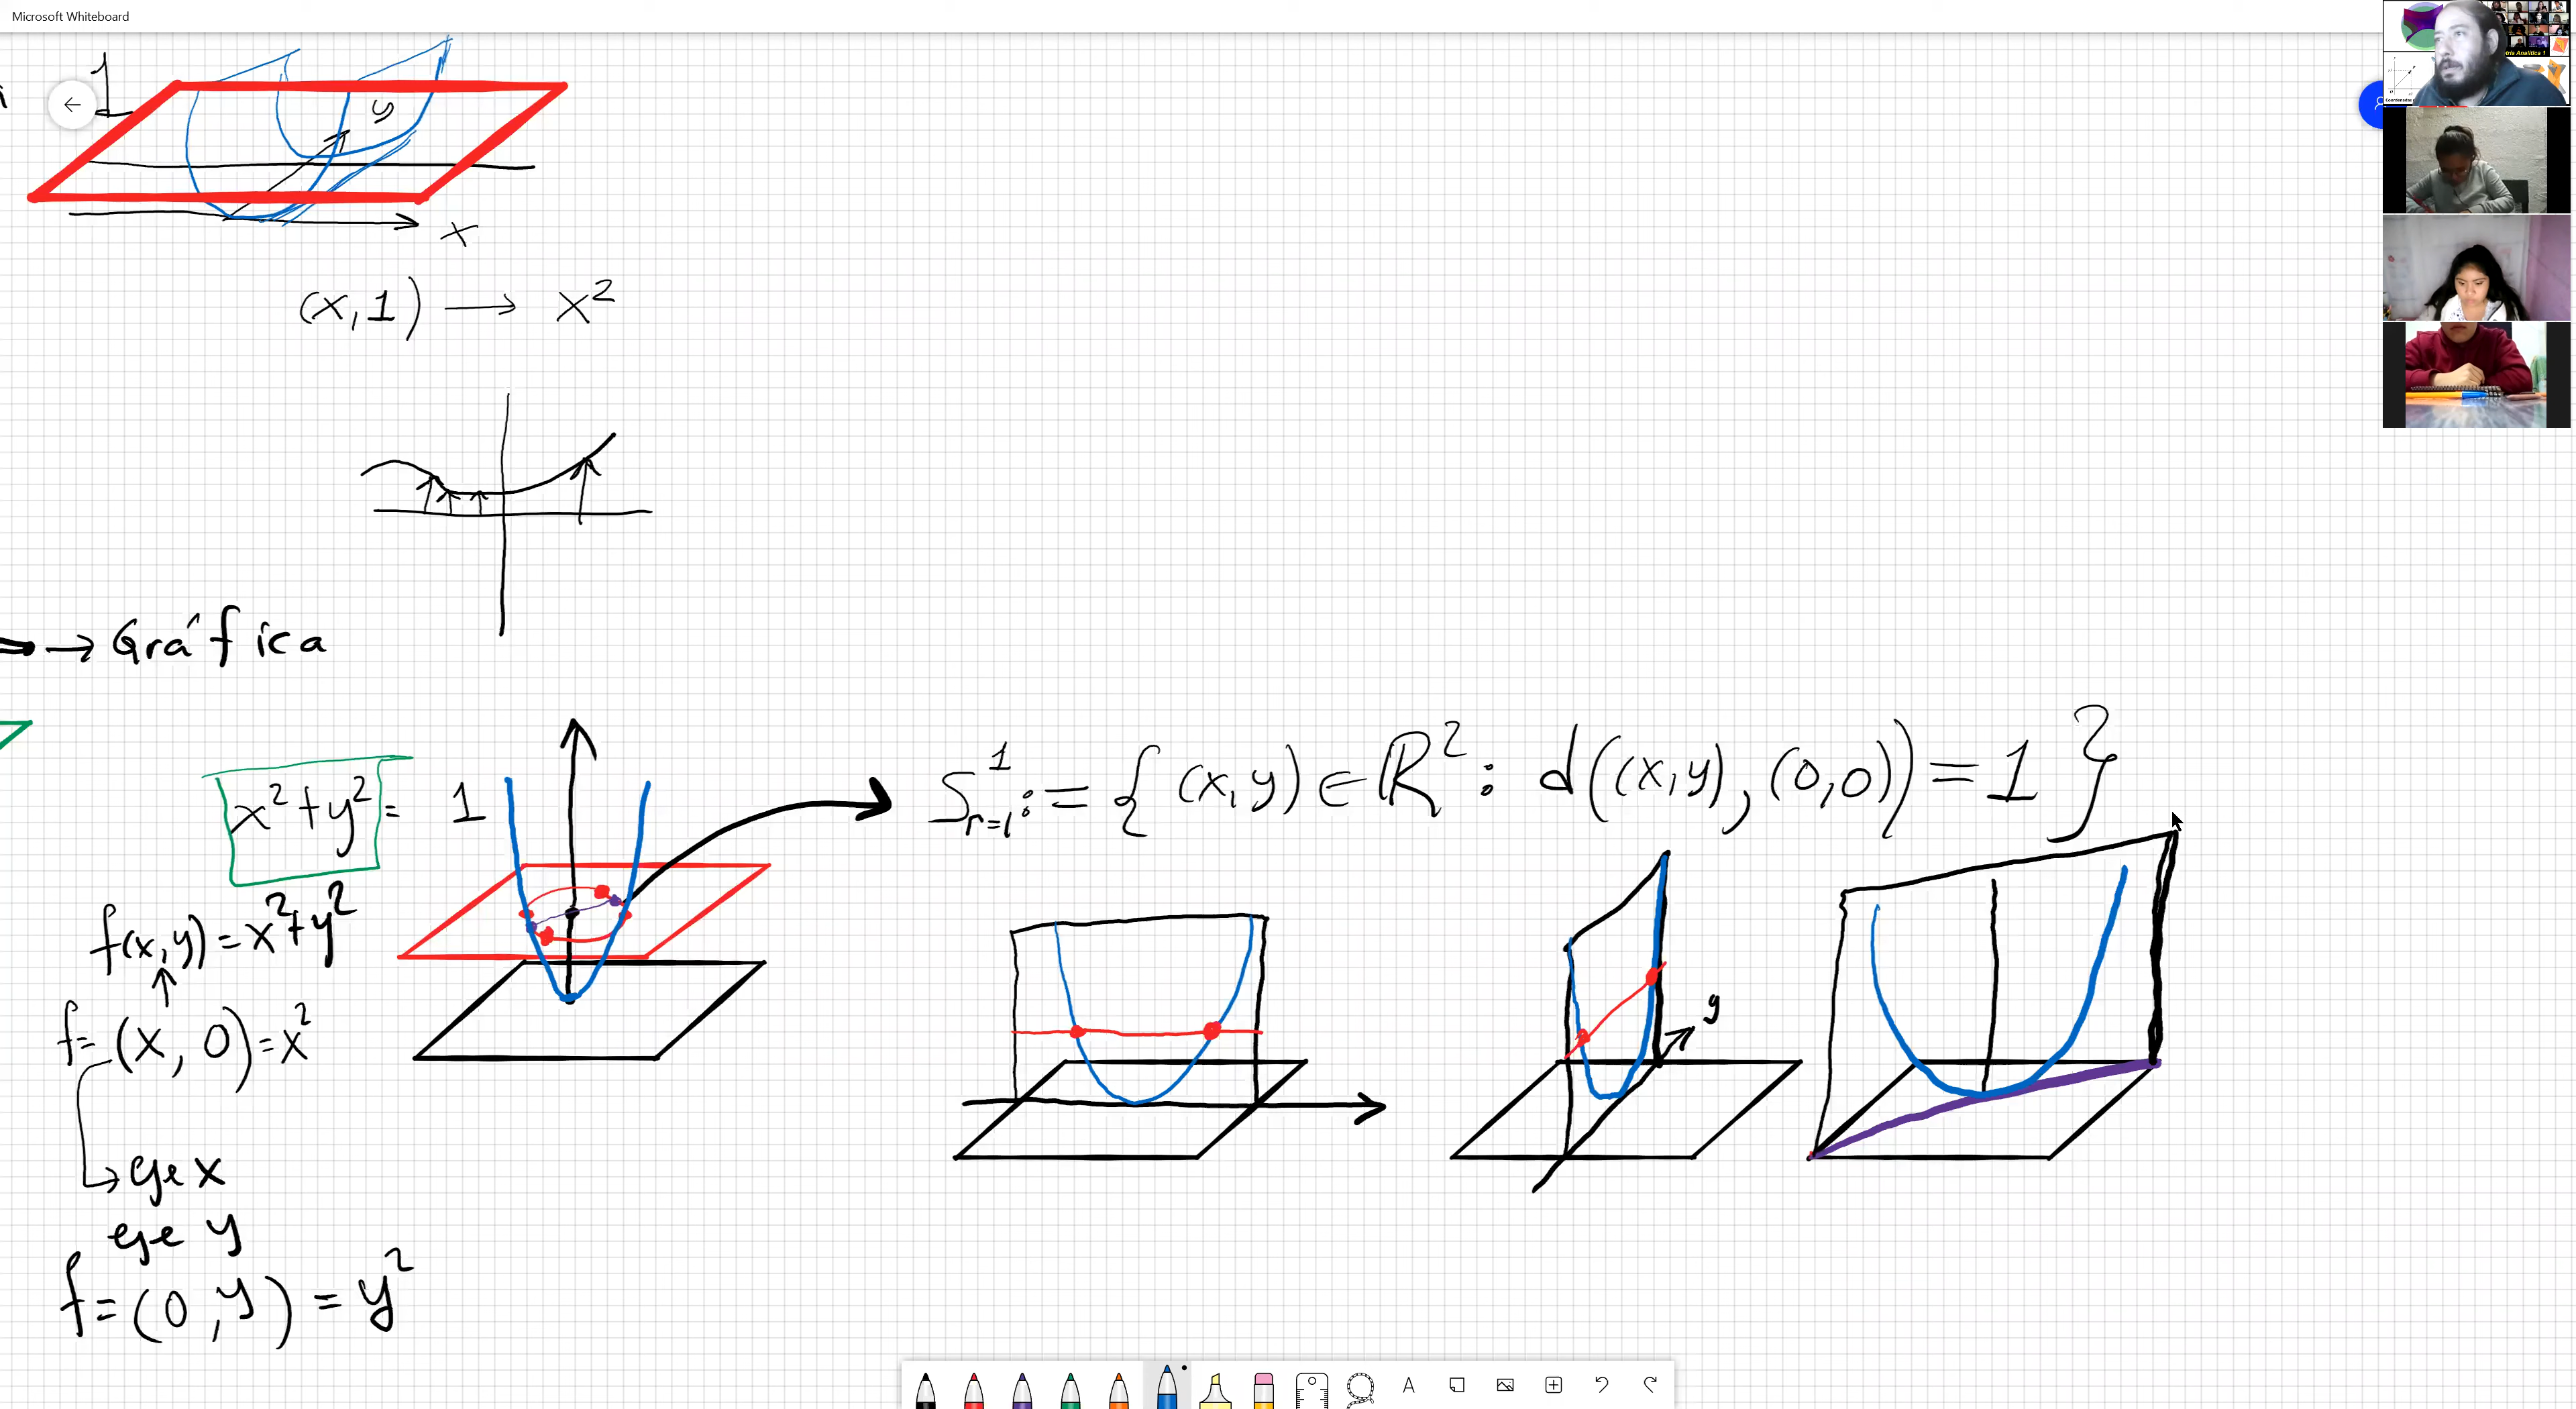 Microsoft Whiteboard
1
y
x
(x,1) → x²
→ Gráfica
x²+y² = 1
S¹ᵣ₌₁ := { (x,y) ∈ ℝ² : d((x,y),(0,0)) = 1 }
f(x,y) = x²+y²
↑
f= (x, 0) = x²
y
↳ eje x
eje y
f= (0, y) = y²
A